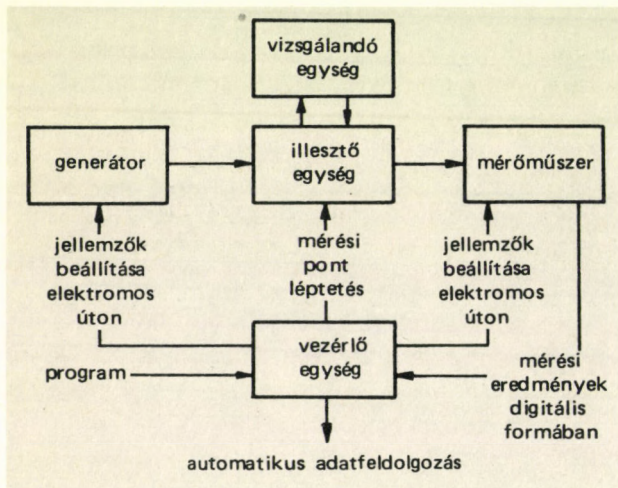 vizsgálandó
egység
generátor
illesztő
egység
mérőműszer
jellemzők
beállítása
elektromos
úton
mérési
pont
léptetés
jellemzők
beállítása
elektromos
úton
program
vezérlő
egység
mérési
eredmények
digitális
formában
automatikus adatfeldolgozás